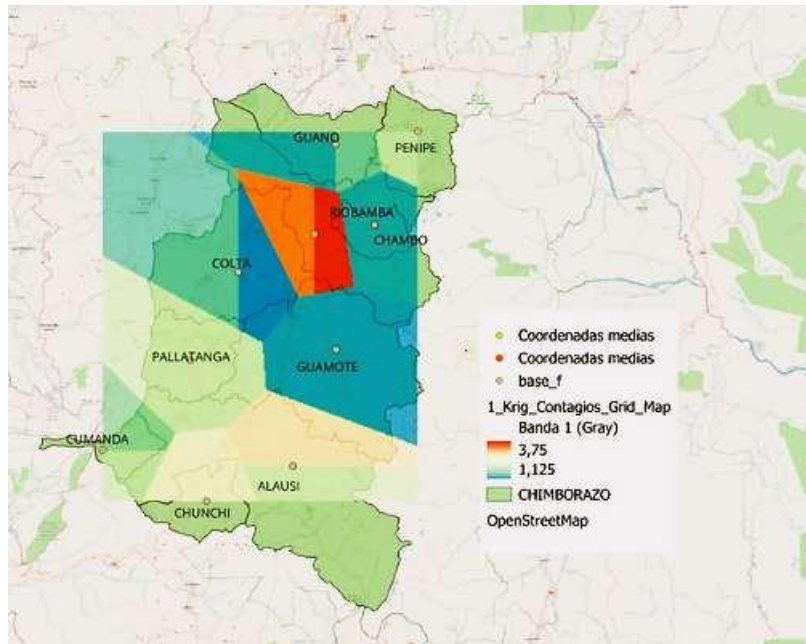 GUANO
PENIPE
RIOBAMBA
CHAMBO
COLTA
PALLATANGA
GUAMOTE
CUMANDA
ALAUSI
CHUNCHI
Coordenadas medias
Coordenadas medias
base_f
1_Krig_Contagios_Grid_Map
Banda 1 (Gray)
3,75
1,125
CHIMBORAZO
OpenStreetMap